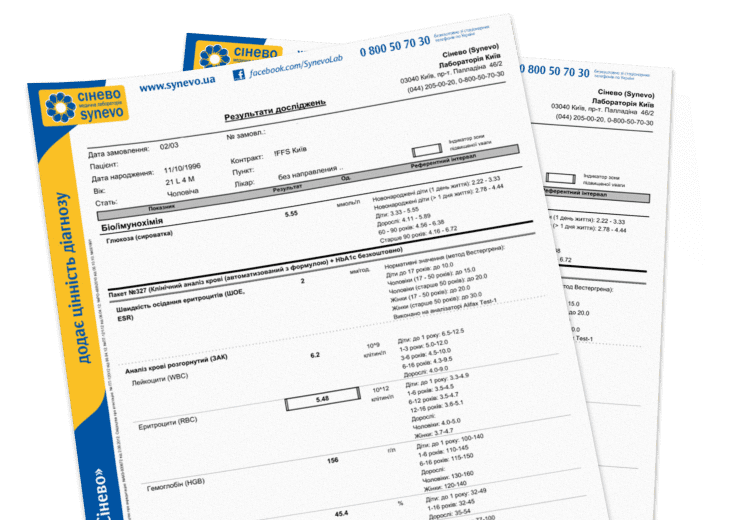 СІНЕВО
медична лабораторія
synevo
www.synevo.ua
facebook.com/SynevoLab
0 800 50 70 30
Безкоштовно зі стаціонарних
телефонів по Україні
Сінево (Synevo)
Лабораторія Київ
03040 Київ, пр-т. Палладіна 46/2
(044) 205-00-20, 0-800-50-70-30
Результати досліджень
Дата замовлення: 02/03
№ замовл.:
Пацієнт:
Дата народження: 11/10/1996
Контракт: !FFS Київ
Вік: 21 L 4 M
Пункт:
Стать: Чоловіча
Лікар: без направлення ..
Індикатор зони
підвищеної уваги
Показник Результат Од. Референтний інтервал
Біоімунохімія
Глюкоза (сироватка) 5.55 ммоль/л
Новонароджені діти (1 день життя): 2.22 - 3.33
Новонароджені діти (> 1 дня життя): 2.78 - 4.44
Діти: 3.33 - 5.55
Дорослі: 4.11 - 5.89
60 - 90 років: 4.56 - 6.38
Старше 90 років: 4.16 - 6.72
Пакет №327 (Клінічний аналіз крові (автоматизований з формулою) + HbA1c безкоштовно)
Швидкість осідання еритроцитів (ШОЕ, 2 мм/год.
ESR)
Нормативні значення (метод Вестергрена):
Діти до 17 років: до 10.0
Чоловіки (17 - 50 років): до 15.0
Чоловіки (старше 50 років): до 20.0
Жінки (17 - 50 років): до 20.0
Жінки (старше 50 років): до 30.0
Виконано на аналізаторі Alifax Test-1
Аналіз крові розгорнутий (ЗАК)
Лейкоцити (WBC) 6.2 10^9
клітин/л
Діти: до 1 року: 6.5-12.5
1-3 роки: 5.0-12.0
3-6 років: 4.5-10.0
6-16 років: 4.3-9.5
Дорослі: 4.0-9.0
Еритроцити (RBC) 5.48 10^12
клітин/л
Діти: до 1 року: 3.3-4.9
1-6 років: 3.5-4.5
6-12 років: 3.5-4.7
12-16 років: 3.6-5.1
Дорослі:
Чоловіки: 4.0-5.0
Жінки: 3.7-4.7
Гемоглобін (HGB) 156 г/л
Діти: до 1 року: 100-140
1-6 років: 110-145
6-16 років: 115-150
Дорослі:
Чоловіки: 130-160
Жінки: 120-140
45.4 %
Діти: до 1 року: 32-49
1-6 років: 32-45
Дорослі: 35-54
додає цінність діагнозу
Сінево»
0 800 50 70 30
Безкоштовно зі стаціонарних
телефонів по Україні
Сінево (Synevo)
Лабораторія Київ
03040 Київ, пр-т. Палладіна 46/2
(044) 205-00-20, 0-800-50-70-30
Індикатор зони
підвищеної уваги
Референтний інтервал
(1 день життя): 2.22 - 3.33
(> 1 дня життя): 2.78 - 4.44
6.72
Вестергрена):
15.0
20.0
Test-1